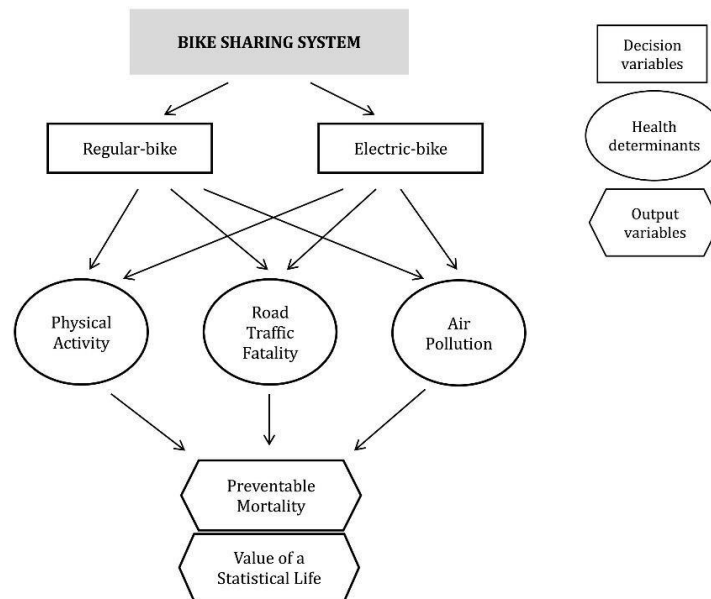 BIKE SHARING SYSTEM
Regular-bike
Electric-bike
Physical
Activity
Road
Traffic
Fatality
Air
Pollution
Preventable
Mortality
Value of a
Statistical Life
Decision
variables
Health
determinants
Output
variables